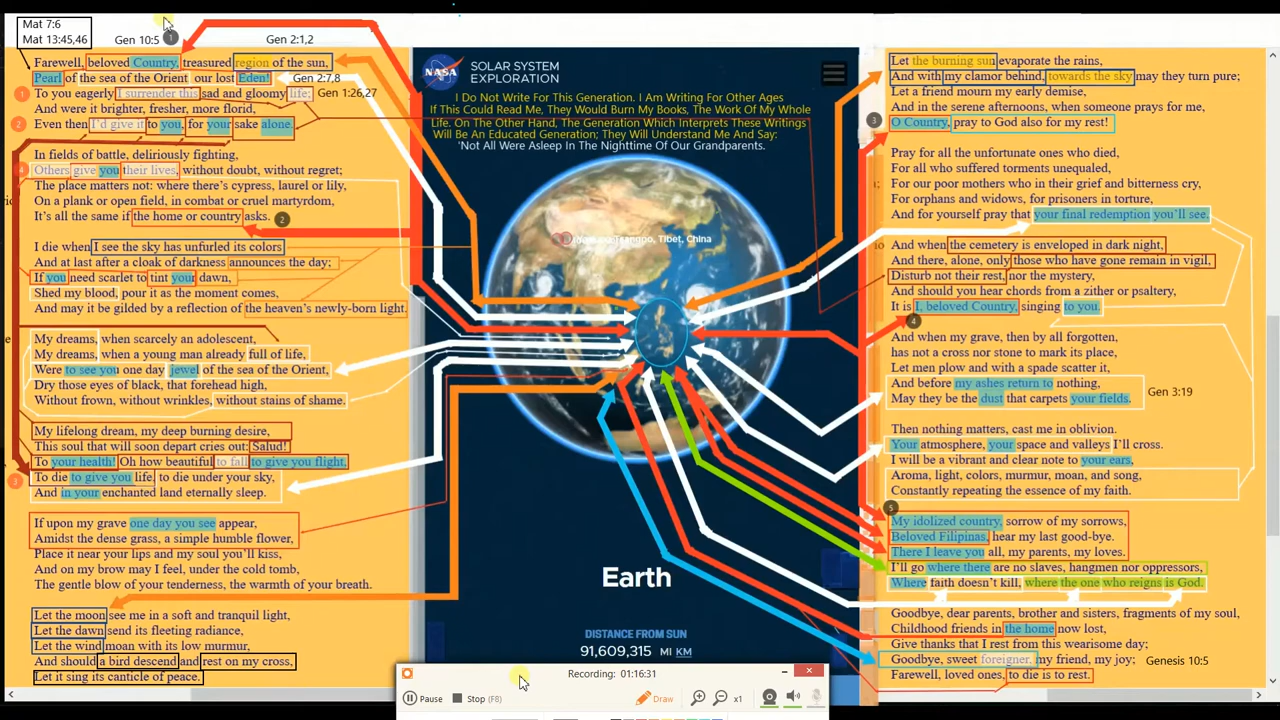 Mat 7:6
Mat 13:45,46
Gen 10:5
1
Gen 2:1,2
Farewell, beloved Country, treasured region of the sun,
Pearl of the sea of the Orient our lost Eden!
Gen 2:7,8
1
To you eagerly I surrender this sad and gloomy life;
Gen 1:26,27
And were it brighter, fresher, more florid,
2
Even then I'd give it to you, for your sake alone.
In fields of battle, deliriously fighting,
4
Others give you their lives, without doubt, without regret;
The place matters not: where there's cypress, laurel or lily,
On a plank or open field, in combat or cruel martyrdom,
It's all the same if the home or country asks.
2
I die when I see the sky has unfurled its colors
And at last after a cloak of darkness announces the day;
If you need scarlet to tint your dawn,
Shed my blood, pour it as the moment comes,
And may it be gilded by a reflection of the heaven's newly-born light.
My dreams, when scarcely an adolescent,
My dreams, when a young man already full of life,
Were to see you one day jewel of the sea of the Orient,
Dry those eyes of black, that forehead high,
Without frown, without wrinkles, without stains of shame.
My lifelong dream, my deep burning desire,
This soul that will soon depart cries out: Salud!
To your health! Oh how beautiful to fall to give you flight,
3
To die to give you life, to die under your sky,
And in your enchanted land eternally sleep.
If upon my grave one day you see appear,
Amidst the dense grass, a simple humble flower,
Place it near your lips and my soul you'll kiss,
And on my brow may I feel, under the cold tomb,
The gentle blow of your tenderness, the warmth of your breath.
Let the moon see me in a soft and tranquil light,
Let the dawn send its fleeting radiance,
Let the wind moan with its low murmur,
And should a bird descend and rest on my cross,
Let it sing its canticle of peace.
NASA
SOLAR SYSTEM
EXPLORATION
I Do Not Write For This Generation. I Am Writing For Other Ages
If This Could Read Me, They Would Burn My Books, The Work Of My Whole
Life. On The Other Hand, The Generation Which Interprets These Writings
Will Be An Educated Generation; They Will Understand Me And Say:
'Not All Were Asleep In The Nighttime Of Our Grandparents.
Tsangpo, Tibet, China
Earth
DISTANCE FROM SUN
91,609,315 MI KM
Recording: 01:16:31
Pause
Stop (F8)
Draw
x1
Let the burning sun evaporate the rains,
And with my clamor behind, towards the sky may they turn pure;
Let a friend mourn my early demise,
And in the serene afternoons, when someone prays for me,
3
O Country, pray to God also for my rest!
Pray for all the unfortunate ones who died,
For all who suffered torments unequaled,
For our poor mothers who in their grief and bitterness cry,
For orphans and widows, for prisoners in torture,
And for yourself pray that your final redemption you'll see.
And when the cemetery is enveloped in dark night,
And there, alone, only those who have gone remain in vigil,
Disturb not their rest, nor the mystery,
And should you hear chords from a zither or psaltery,
It is I, beloved Country, singing to you.
4
And when my grave, then by all forgotten,
has not a cross nor stone to mark its place,
Let men plow and with a spade scatter it,
And before my ashes return to nothing,
Gen 3:19
May they be the dust that carpets your fields.
Then nothing matters, cast me in oblivion.
Your atmosphere, your space and valleys I'll cross.
I will be a vibrant and clear note to your ears,
Aroma, light, colors, murmur, moan, and song,
Constantly repeating the essence of my faith.
5
My idolized country, sorrow of my sorrows,
Beloved Filipinas, hear my last good-bye.
There I leave you all, my parents, my loves.
I'll go where there are no slaves, hangmen nor oppressors,
Where faith doesn't kill, where the one who reigns is God.
Goodbye, dear parents, brother and sisters, fragments of my soul,
Childhood friends in the home now lost,
Give thanks that I rest from this wearisome day;
Goodbye, sweet foreigner, my friend, my joy;
Genesis 10:5
Farewell, loved ones, to die is to rest.